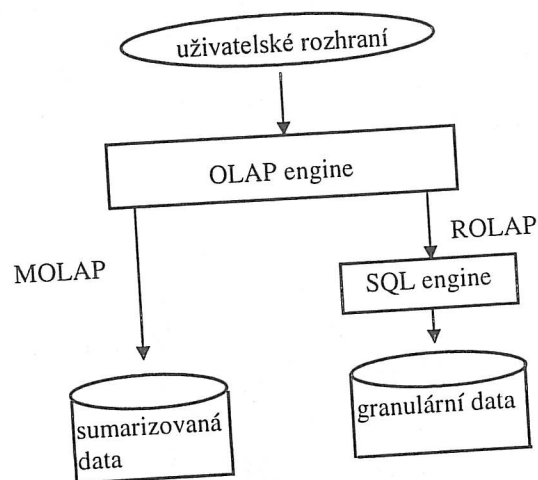 uživatelské rozhraní
OLAP engine
ROLAP
MOLAP
SQL engine
granulární data
sumarizovaná
data